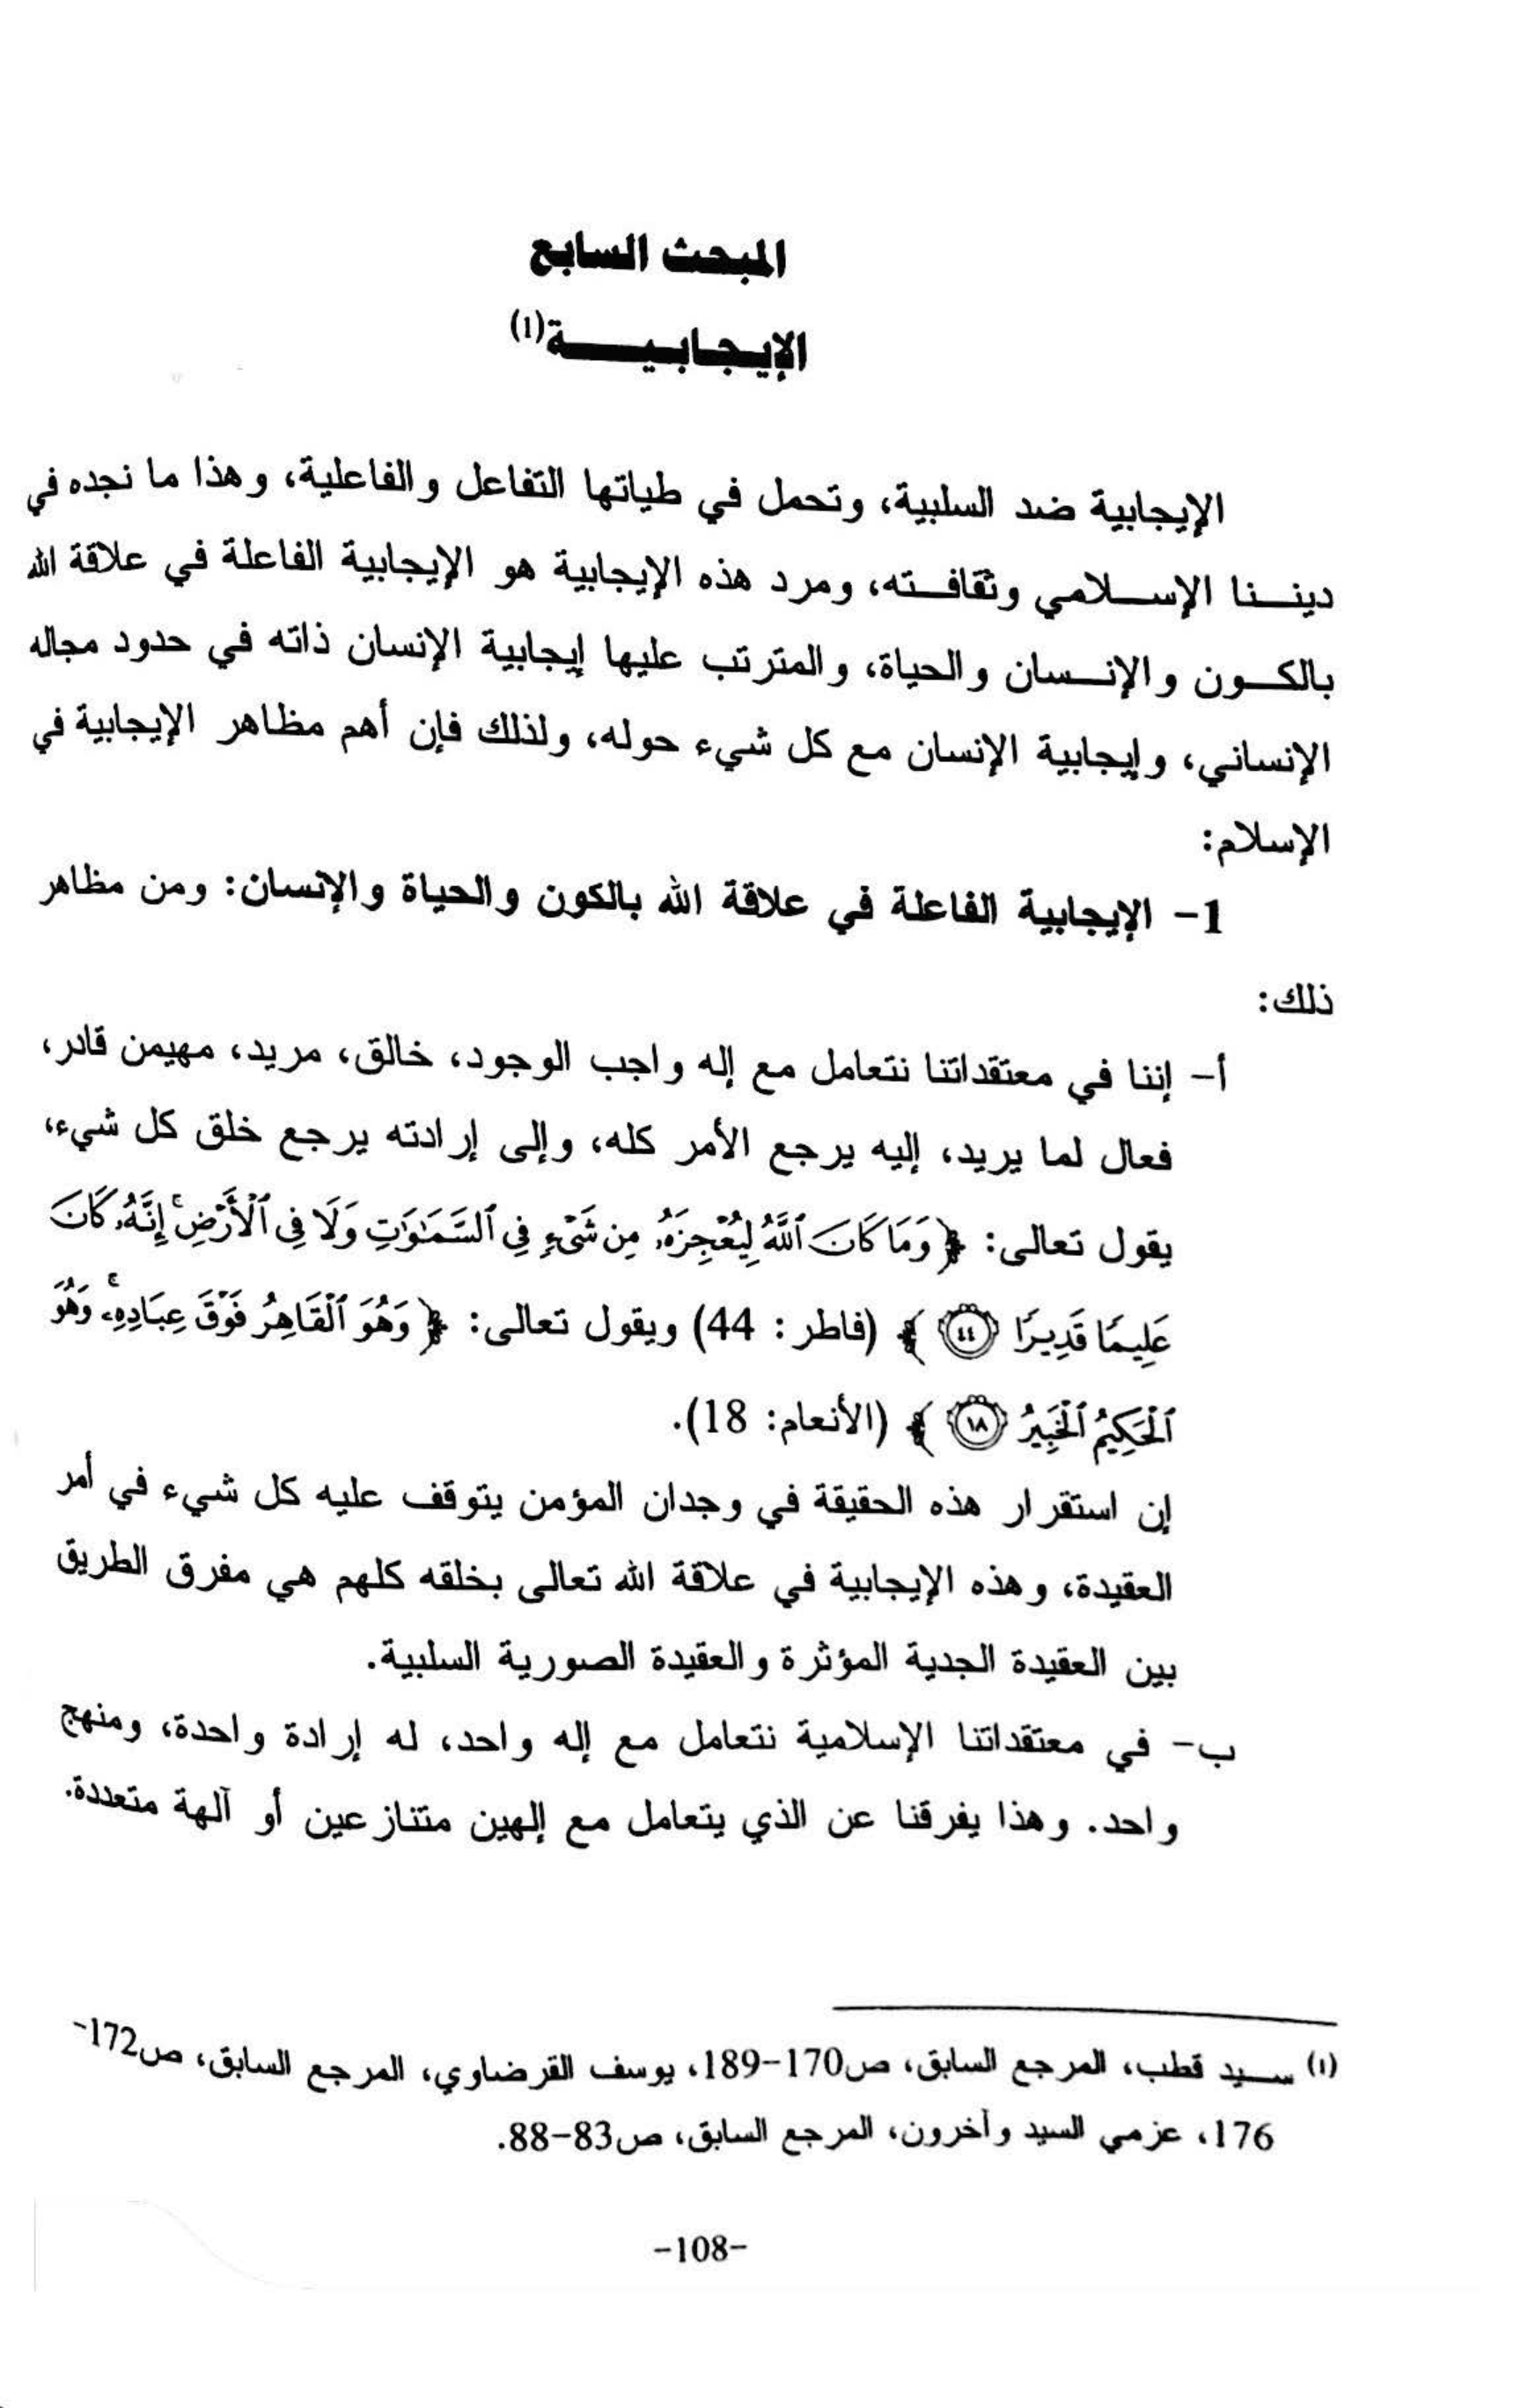 المبحث السابع
الإيجابيـــــة(1)
الإيجابية ضد السلبية، وتحمل في طياتها التفاعل والفاعلية، وهذا ما نجده في
ديننا الإسلامي وثقافته، ومرد هذه الإيجابية هو الإيجابية الفاعلة في علاقة الله
بالكون والإنسان والحياة، والمترتب عليها إيجابية الإنسان ذاته في حدود مجاله
الإنساني، وإيجابية الإنسان مع كل شيء حوله، ولذلك فإن أهم مظاهر الإيجابية في
الإسلام:
1- الإيجابية الفاعلة في علاقة الله بالكون والحياة والإنسان: ومن مظاهر
ذلك:
أ- إننا في معتقداتنا نتعامل مع إله واجب الوجود، خالق، مريد، مهيمن قادر،
فعال لما يريد، إليه يرجع الأمر كله، وإلى إرادته يرجع خلق كل شيء،
يقول تعالى: ﴿وَمَا كَانَ ٱللَّهُ لِيُعْجِزَهُۥ مِن شَىْءٍ فِى ٱلسَّمَٰوَٰتِ وَلَا فِى ٱلْأَرْضِ ۚ إِنَّهُۥ كَانَ
عَلِيمًا قَدِيرًا ٤٤﴾ (فاطر: 44) ويقول تعالى: ﴿وَهُوَ ٱلْقَاهِرُ فَوْقَ عِبَادِهِۦ ۚ وَهُوَ
ٱلْحَكِيمُ ٱلْخَبِيرُ ١٨﴾ (الأنعام: 18).
إن استقرار هذه الحقيقة في وجدان المؤمن يتوقف عليه كل شيء في أمر
العقيدة، وهذه الإيجابية في علاقة الله تعالى بخلقه كلهم هي مفرق الطريق
بين العقيدة الجدية المؤثرة والعقيدة الصورية السلبية.
ب- في معتقداتنا الإسلامية نتعامل مع إله واحد، له إرادة واحدة، ومنهج
واحد. وهذا يفرقنا عن الذي يتعامل مع إلهين متنازعين أو آلهة متعددة.
(1) سيد قطب، المرجع السابق، ص170-189، يوسف القرضاوي، المرجع السابق، ص172-
176، عزمي السيد وآخرون، المرجع السابق، ص83-88.
-108-